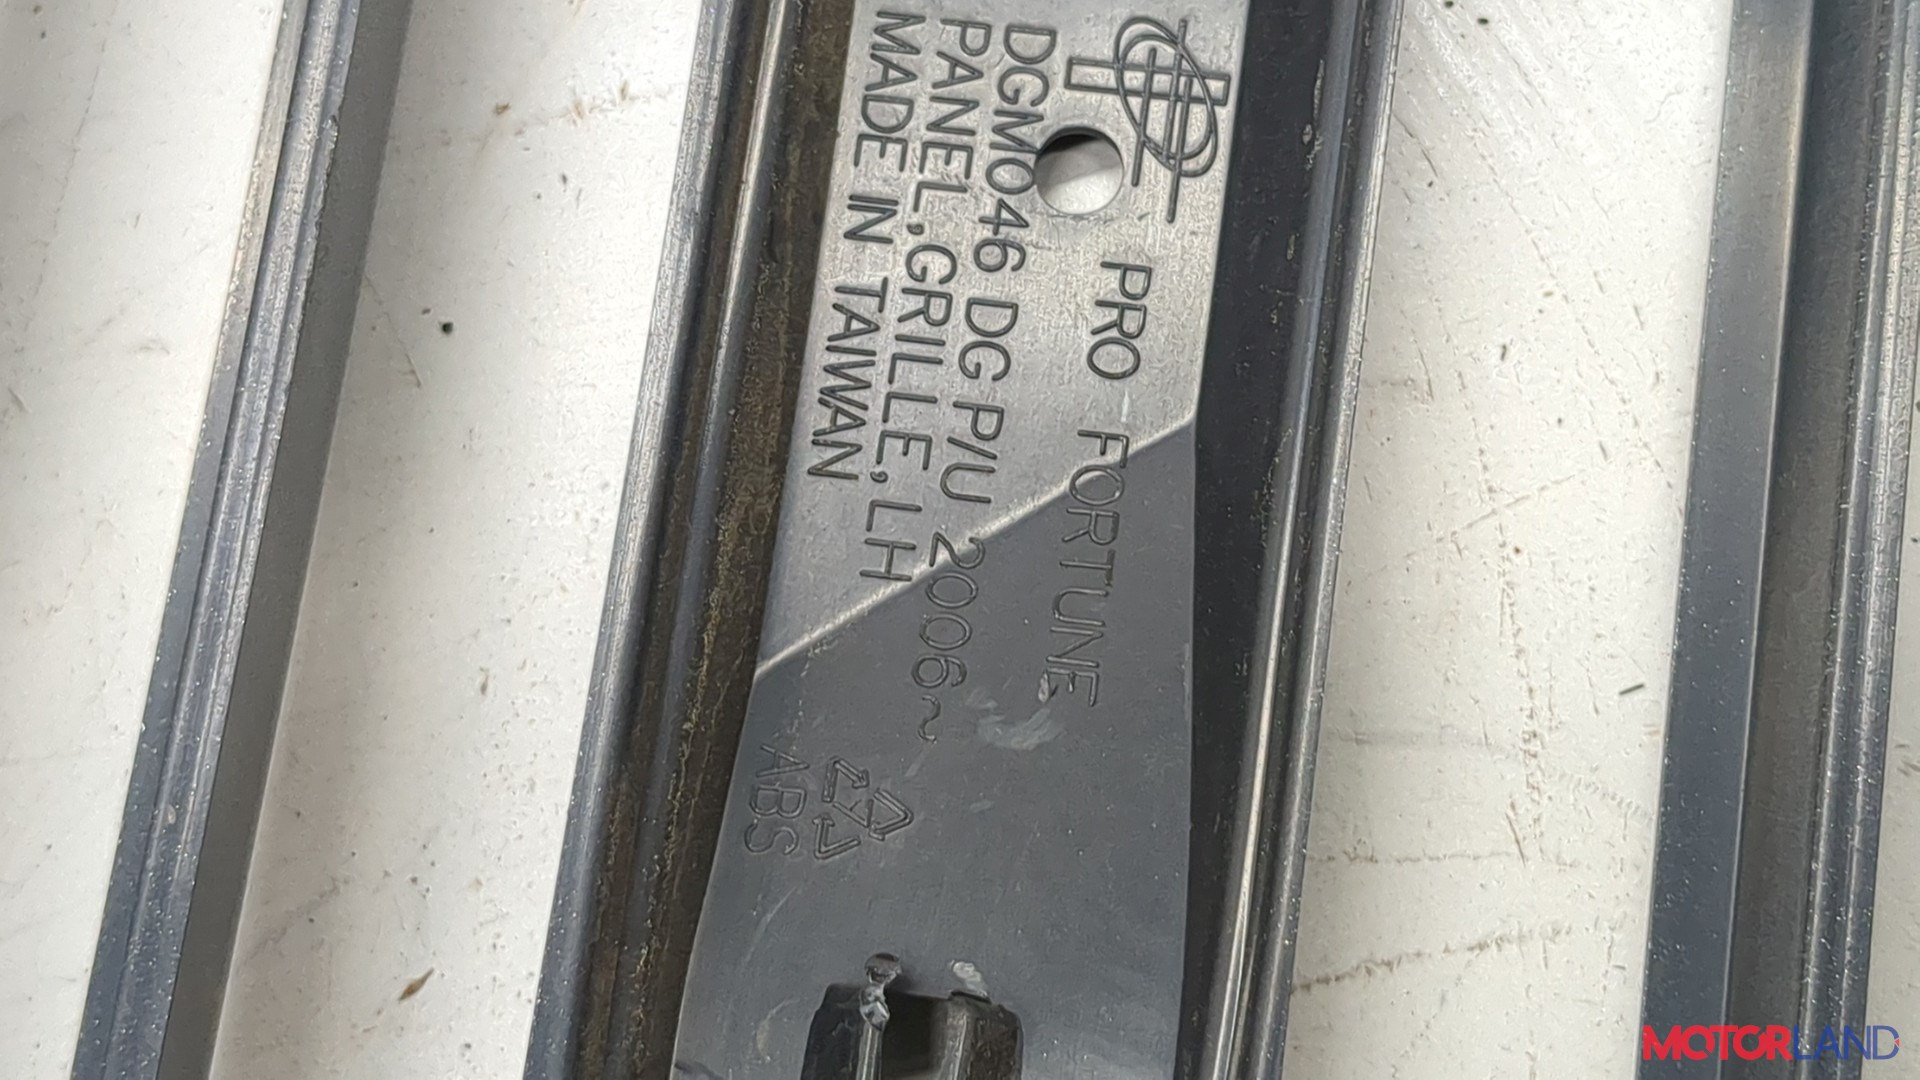 PRO FORTUNE
DGM046 DG P/U 2006~
PANEL,GRILLE,LH
MADE IN TAIWAN
ABS
MOTORLAND